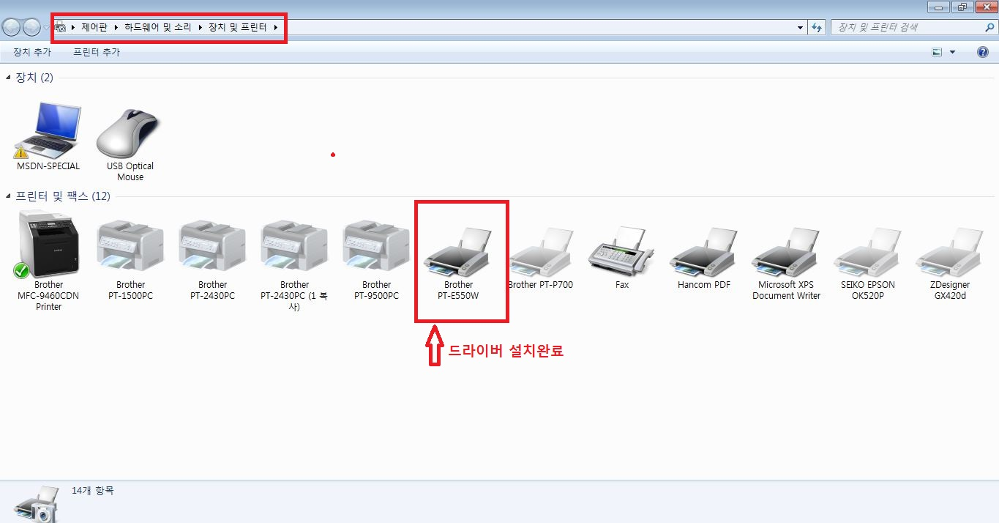 제어판 ▸ 하드웨어 및 소리 ▸ 장치 및 프린터 ▸
장치 및 프린터 검색
장치 추가 프린터 추가
장치 (2)
MSDN-SPECIAL
USB Optical
Mouse
프린터 및 팩스 (12)
Brother
MFC-9460CDN
Printer
Brother
PT-1500PC
Brother
PT-2430PC
Brother
PT-2430PC (1 복
사)
Brother
PT-9500PC
Brother
PT-E550W
Brother PT-P700
Fax
Hancom PDF
Microsoft XPS
Document Writer
SEIKO EPSON
OK520P
ZDesigner
GX420d
드라이버 설치완료
14개 항목